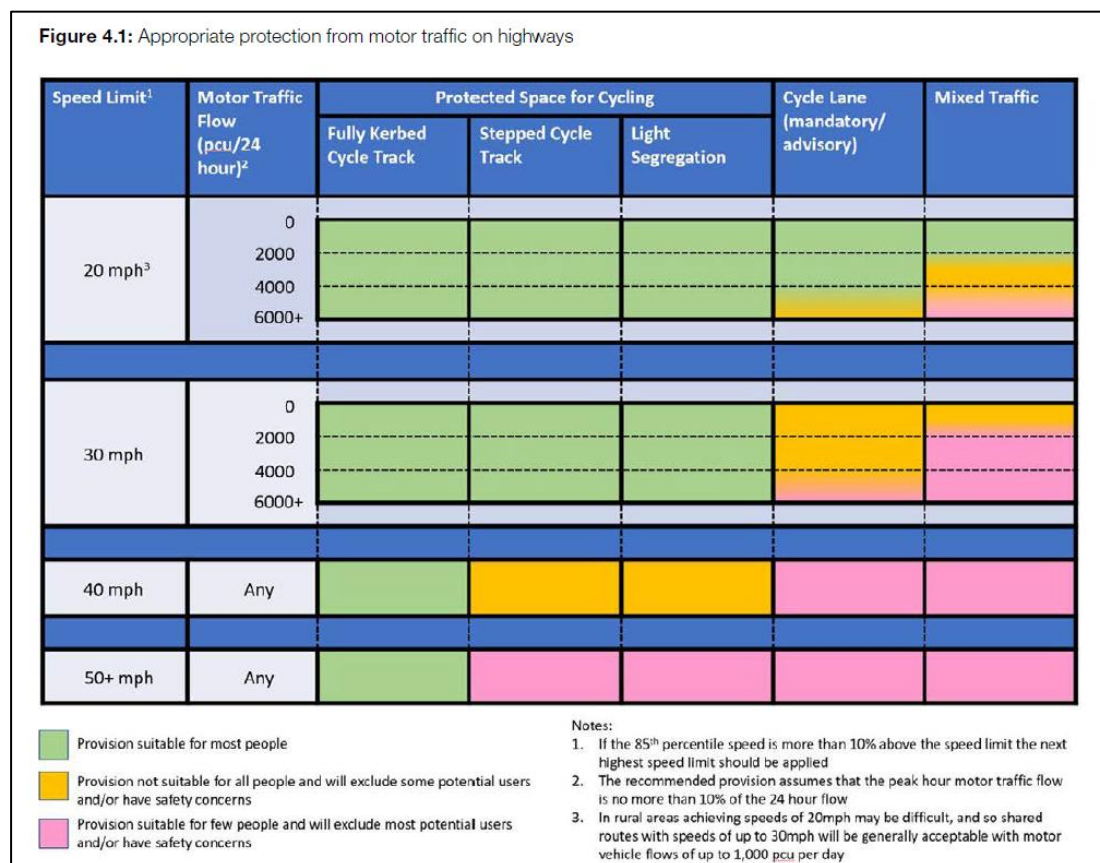 Figure 4.1: Appropriate protection from motor traffic on highways
Speed Limit¹
Motor Traffic
Flow
(pcu/24
hour)²
Protected Space for Cycling
Fully Kerbed
Cycle Track
Stepped Cycle
Track
Light
Segregation
Cycle Lane
(mandatory/
advisory)
Mixed Traffic
20 mph³
0
2000
4000
6000+
30 mph
0
2000
4000
6000+
40 mph
Any
50+ mph
Any
Provision suitable for most people
Provision not suitable for all people and will exclude some potential users
and/or have safety concerns
Provision suitable for few people and will exclude most potential users
and/or have safety concerns
Notes:
1. If the 85th percentile speed is more than 10% above the speed limit the next
highest speed limit should be applied
2. The recommended provision assumes that the peak hour motor traffic flow
is no more than 10% of the 24 hour flow
3. In rural areas achieving speeds of 20mph may be difficult, and so shared
routes with speeds of up to 30mph will be generally acceptable with motor
vehicle flows of up to 1,000 pcu per day